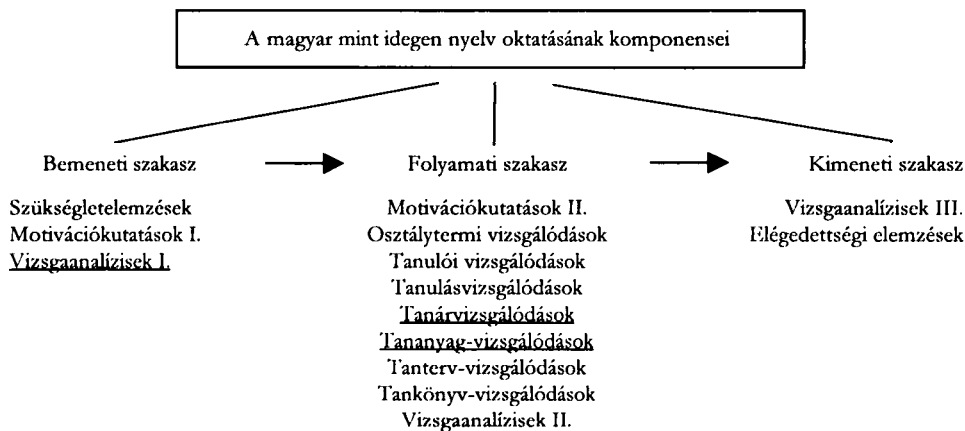 A magyar mint idegen nyelv oktatásának komponensei
Bemeneti szakasz
Szükségletelemzések
Motivációkutatások I.
Vizsgaanalízisek I.
Folyamati szakasz
Motivációkutatások II.
Osztálytermi vizsgálódások
Tanulói vizsgálódások
Tanulásvizsgálódások
Tanárvizsgálódások
Tananyag-vizsgálódások
Tanterv-vizsgálódások
Tankönyv-vizsgálódások
Vizsgaanalízisek II.
Kimeneti szakasz
Vizsgaanalízisek III.
Elégedettségi elemzések